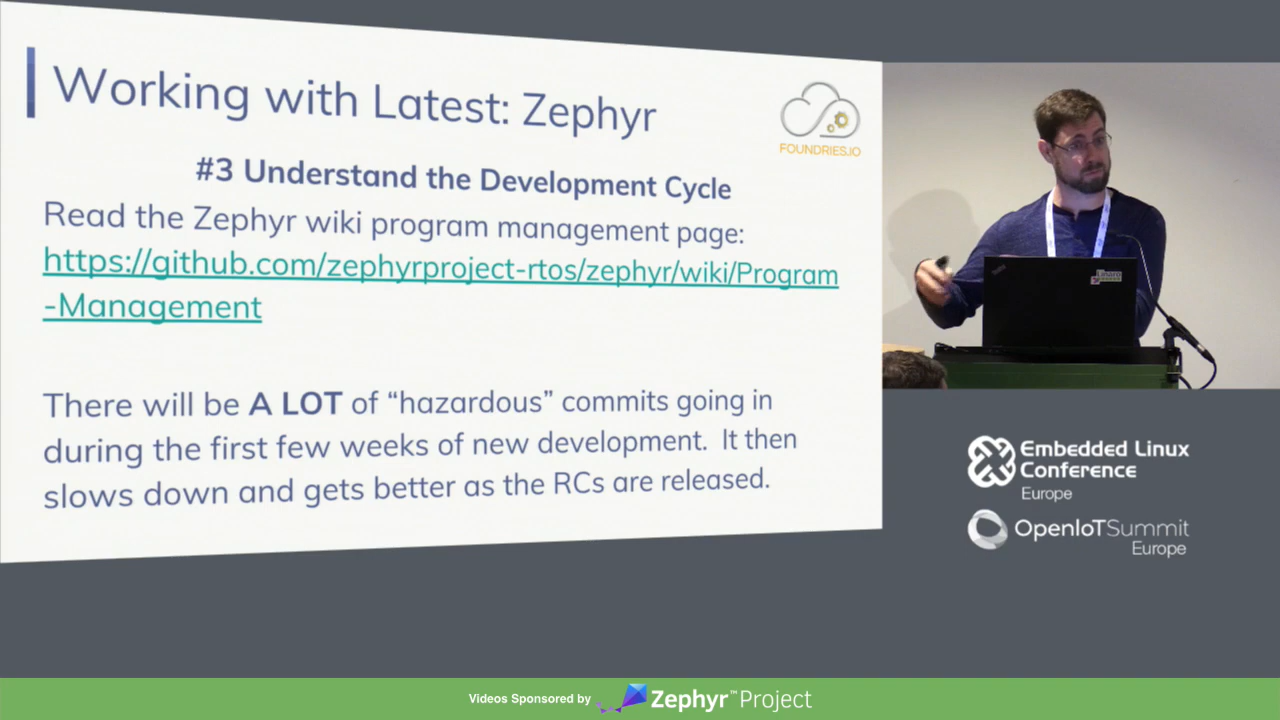 Working with Latest: Zephyr
FOUNDRIES.IO
#3 Understand the Development Cycle
Read the Zephyr wiki program management page:
https://github.com/zephyrproject-rtos/zephyr/wiki/Program
-Management
There will be A LOT of “hazardous” commits going in
during the first few weeks of new development. It then
slows down and gets better as the RCs are released.
Embedded Linux
Conference
Europe
OpenIoTSummit
Europe
Videos Sponsored by Zephyr™Project